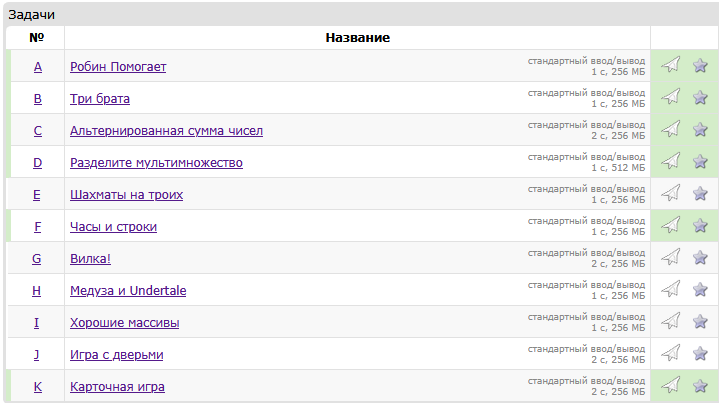 Задачи
№ Название
A Робин Помогает стандартный ввод/вывод
1 с, 256 МБ
B Три брата стандартный ввод/вывод
1 с, 256 МБ
C Альтернированная сумма чисел стандартный ввод/вывод
2 с, 256 МБ
D Разделите мультимножество стандартный ввод/вывод
1 с, 512 МБ
E Шахматы на троих стандартный ввод/вывод
1 с, 256 МБ
F Часы и строки стандартный ввод/вывод
1 с, 256 МБ
G Вилка! стандартный ввод/вывод
2 с, 256 МБ
H Медуза и Undertale стандартный ввод/вывод
1 с, 256 МБ
I Хорошие массивы стандартный ввод/вывод
1 с, 256 МБ
J Игра с дверьми стандартный ввод/вывод
2 с, 256 МБ
K Карточная игра стандартный ввод/вывод
2 с, 256 МБ